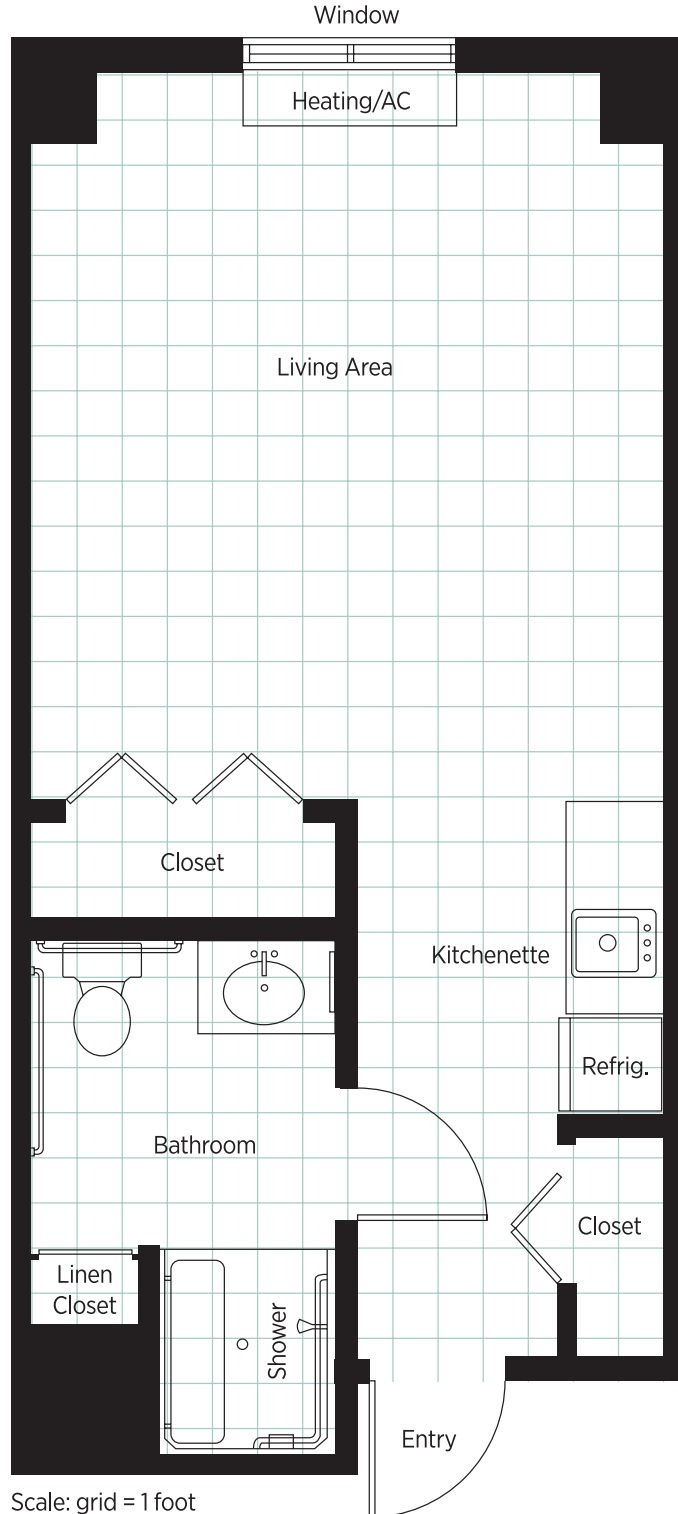 Window
Heating/AC
Living Area
Closet
Kitchenette
Refrig.
Bathroom
Closet
Linen
Closet
Shower
Entry
Scale: grid = 1 foot